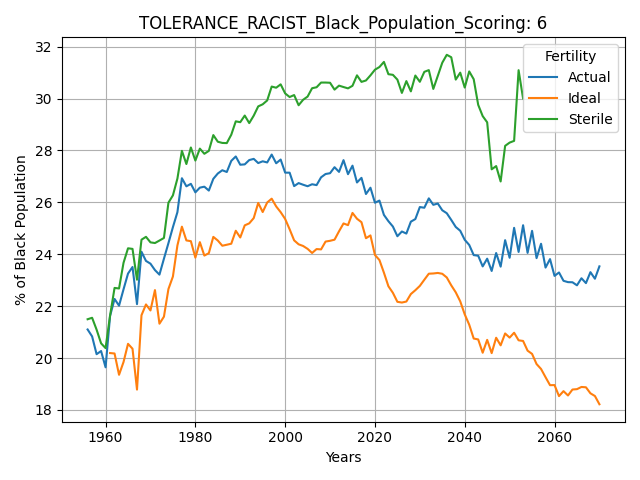 TOLERANCE_RACIST_Black_Population_Scoring: 6
Fertility
Actual
Ideal
Sterile
% of Black Population
32
30
28
26
24
22
20
18
1960
1980
2000
2020
2040
2060
Years